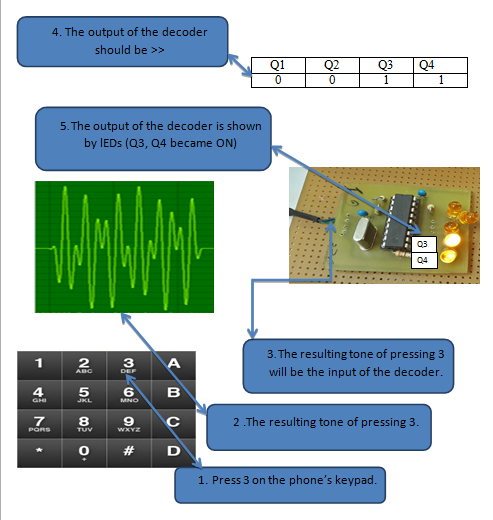 4. The output of the decoder
should be >>
Q1 Q2 Q3 Q4
0 0 1 1
5. The output of the decoder is shown
by lEDs (Q3, Q4 became ON)
Q3
Q4
3. The resulting tone of pressing 3
will be the input of the decoder.
1 2 ABC 3 DEF A
4 GHI 5 JKL 6 MNO B
7 PQRS 8 TUV 9 WXYZ C
* 0 + # D
2 .The resulting tone of pressing 3.
1. Press 3 on the phone's keypad.